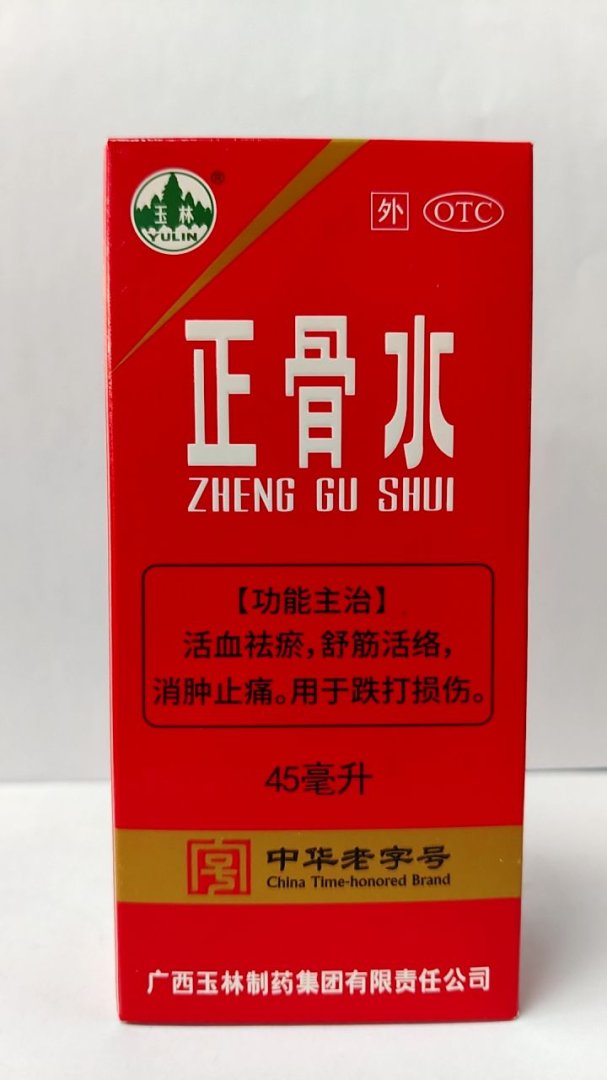 玉林
YULIN
®
外 OTC
正骨水
ZHENG GU SHUI
【功能主治】
活血祛瘀，舒筋活络，
消肿止痛。用于跌打损伤。
45毫升
中华老字号
China Time-honored Brand
广西玉林制药集团有限责任公司